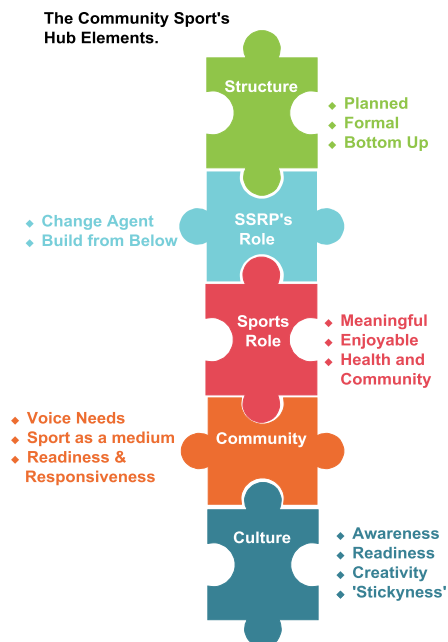 The Community Sport's
Hub Elements.
Structure
Planned
Formal
Bottom Up
SSRP's
Role
Change Agent
Build from Below
Sports
Role
Meaningful
Enjoyable
Health and
Community
Community
Voice Needs
Sport as a medium
Readiness &
Responsiveness
Culture
Awareness
Readiness
Creativity
'Stickyness'